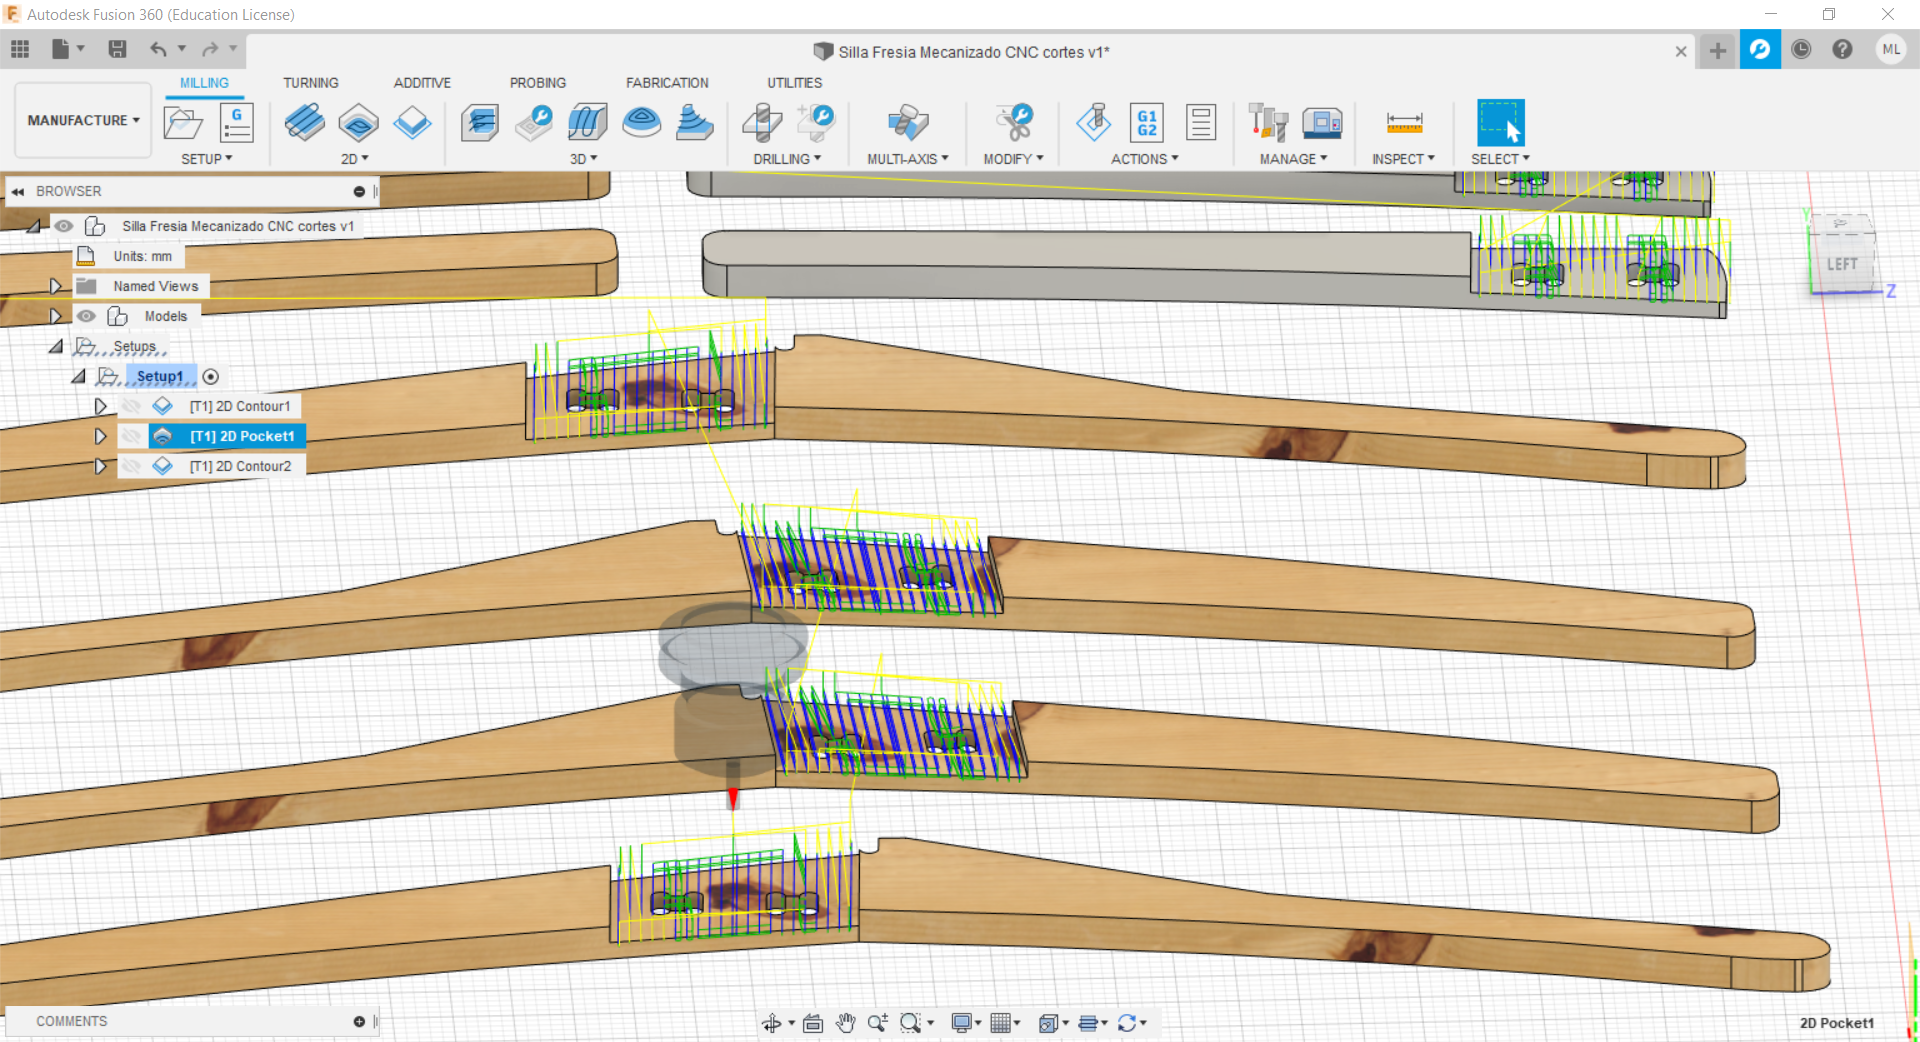 Autodesk Fusion 360 (Education License)
Silla Fresia Mecanizado CNC cortes v1*
ML
MILLING TURNING ADDITIVE PROBING FABRICATION UTILITIES
MANUFACTURE
G
G1
G2
SETUP 2D 3D DRILLING MULTI-AXIS MODIFY ACTIONS MANAGE INSPECT SELECT
BROWSER
Silla Fresia Mecanizado CNC cortes v1
Units: mm
Named Views
Models
Setups
Setup1
[T1] 2D Contour1
[T1] 2D Pocket1
[T1] 2D Contour2
Y
LEFT
Z
COMMENTS
2D Pocket1